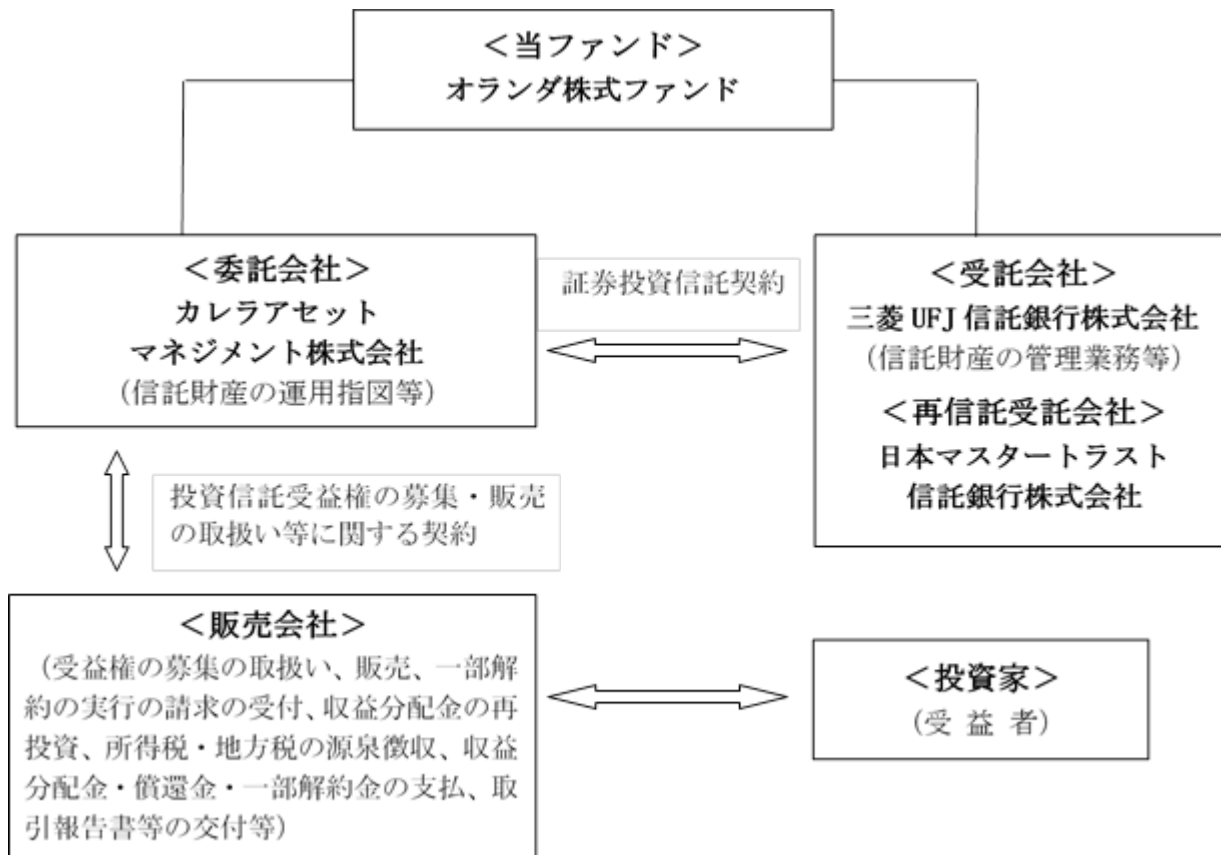 ＜当ファンド＞
オランダ株式ファンド
＜委託会社＞
カレラアセット
マネジメント株式会社
（信託財産の運用指図等）
証券投資信託契約
＜受託会社＞
三菱 UFJ 信託銀行株式会社
（信託財産の管理業務等）
＜再信託受託会社＞
日本マスタートラスト
信託銀行株式会社
投資信託受益権の募集・販売
の取扱い等に関する契約
＜販売会社＞
（受益権の募集の取扱い、販売、一部解
約の実行の請求の受付、収益分配金の再
投資、所得税・地方税の源泉徴収、収益
分配金・償還金・一部解約金の支払、取
引報告書等の交付等）
＜投資家＞
（受 益 者）